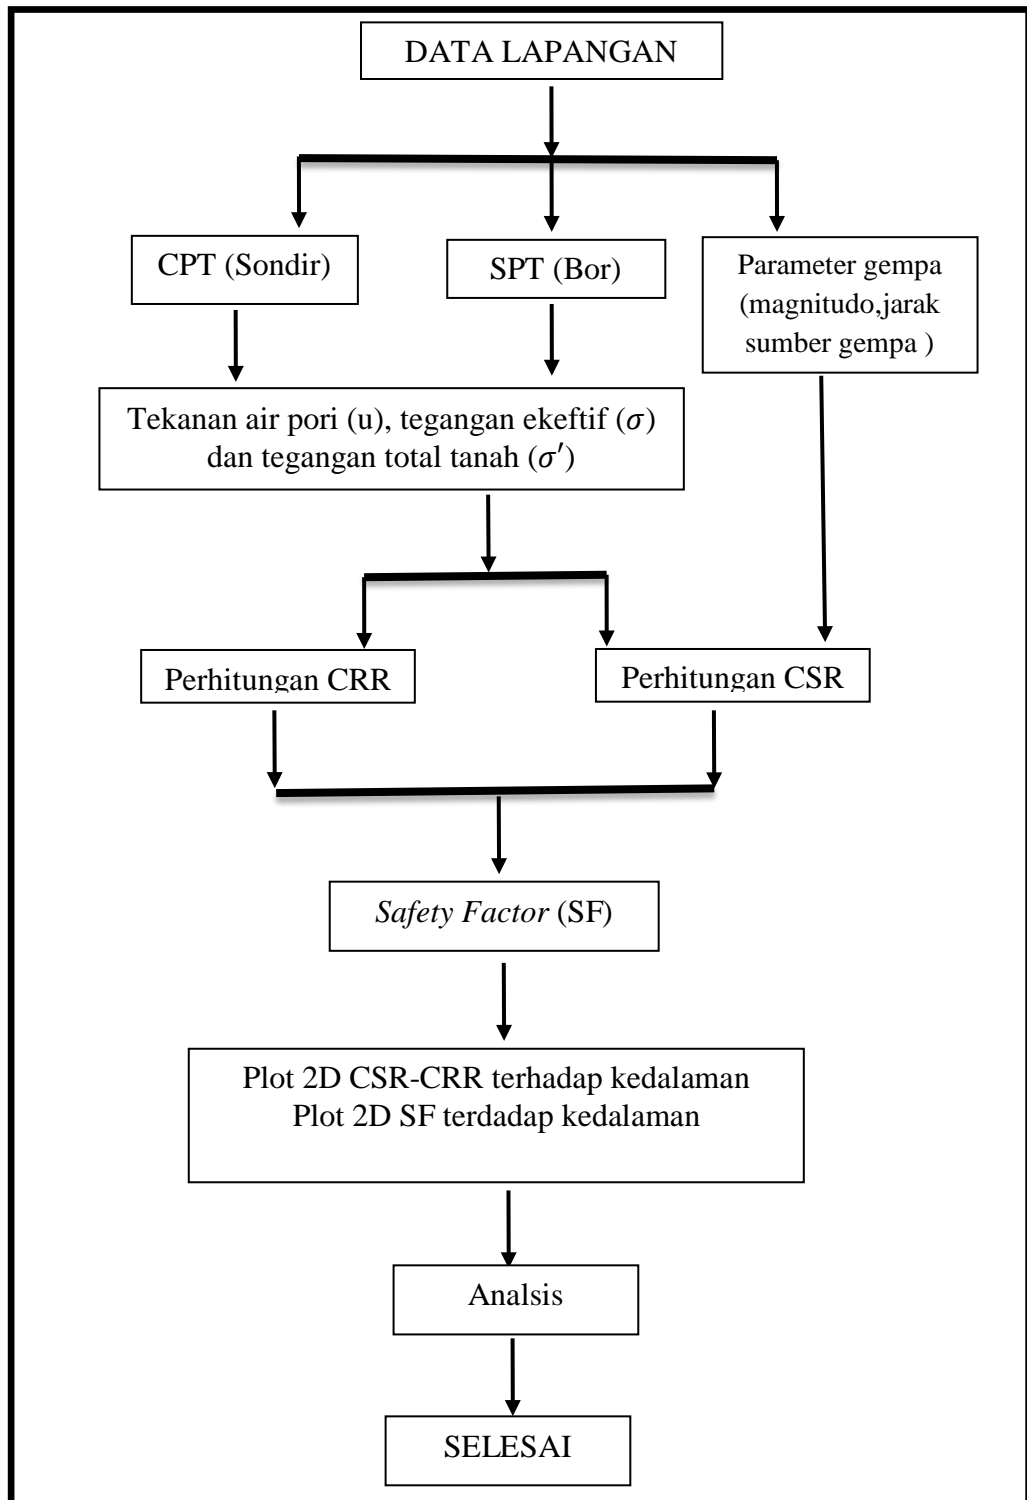 DATA LAPANGAN
CPT (Sondir)
SPT (Bor)
Parameter gempa
(magnitudo,jarak
sumber gempa )
Tekanan air pori (u), tegangan ekeftif (𝜎)
dan tegangan total tanah (𝜎′)
Perhitungan CRR
Perhitungan CSR
Safety Factor (SF)
Plot 2D CSR-CRR terhadap kedalaman
Plot 2D SF terdadap kedalaman
Analsis
SELESAI